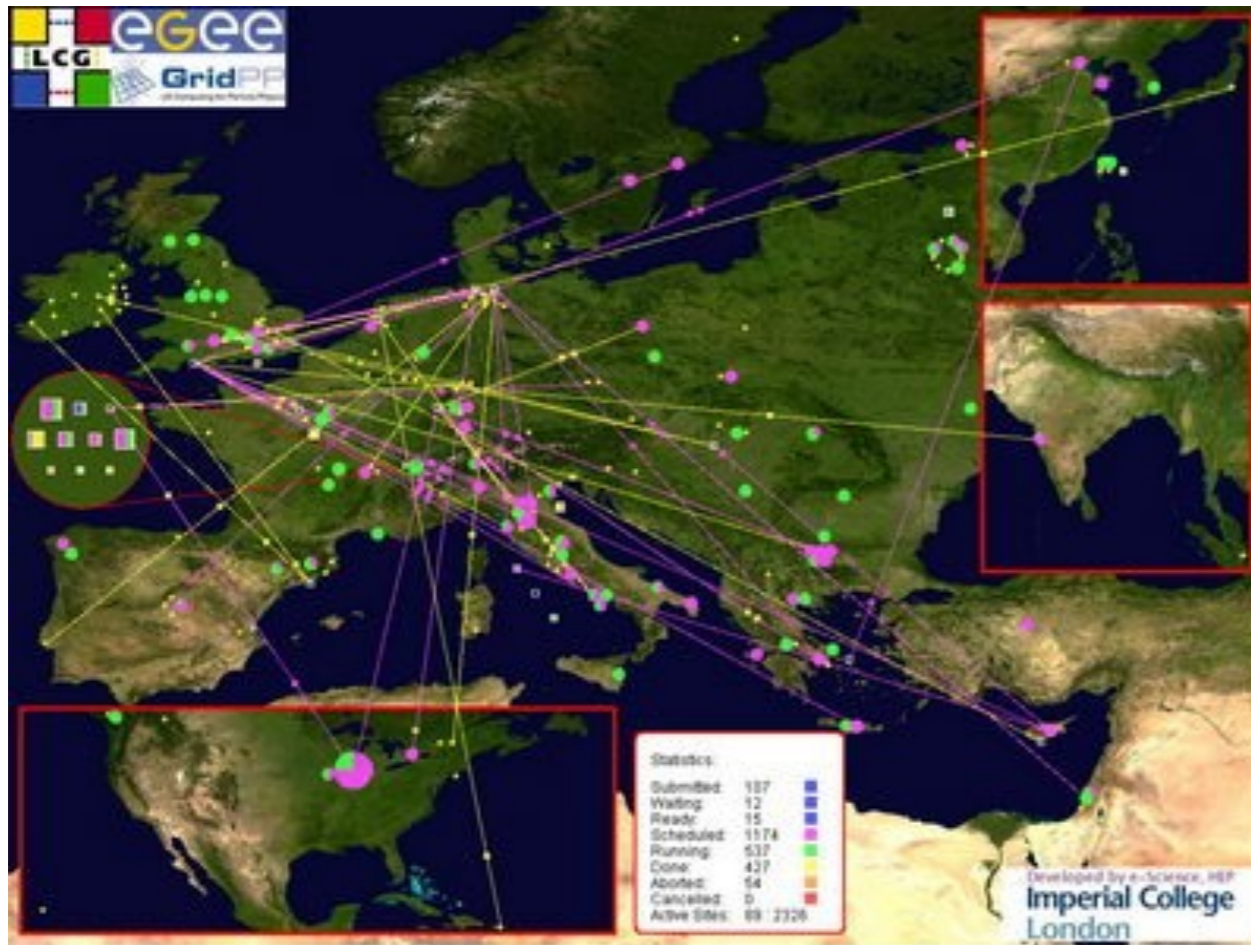 eGee
LCG
GridPP
Statistics:
Submitted: 107
Waiting: 12
Ready: 15
Scheduled: 1174
Running: 537
Done: 427
Aborted: 54
Cancelled: 0
Active Sites: 89 : 2326
Developed by e-Science, HEP
Imperial College
London